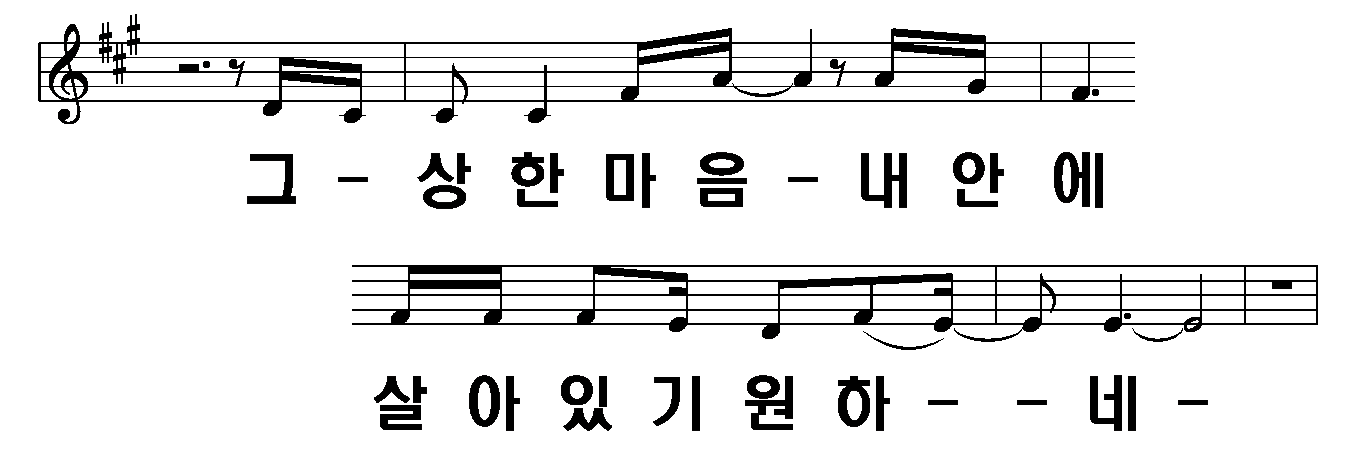 그 - 상 한 마 음 - 내 안 에
살 아 있 기 원 하 - - 네 -